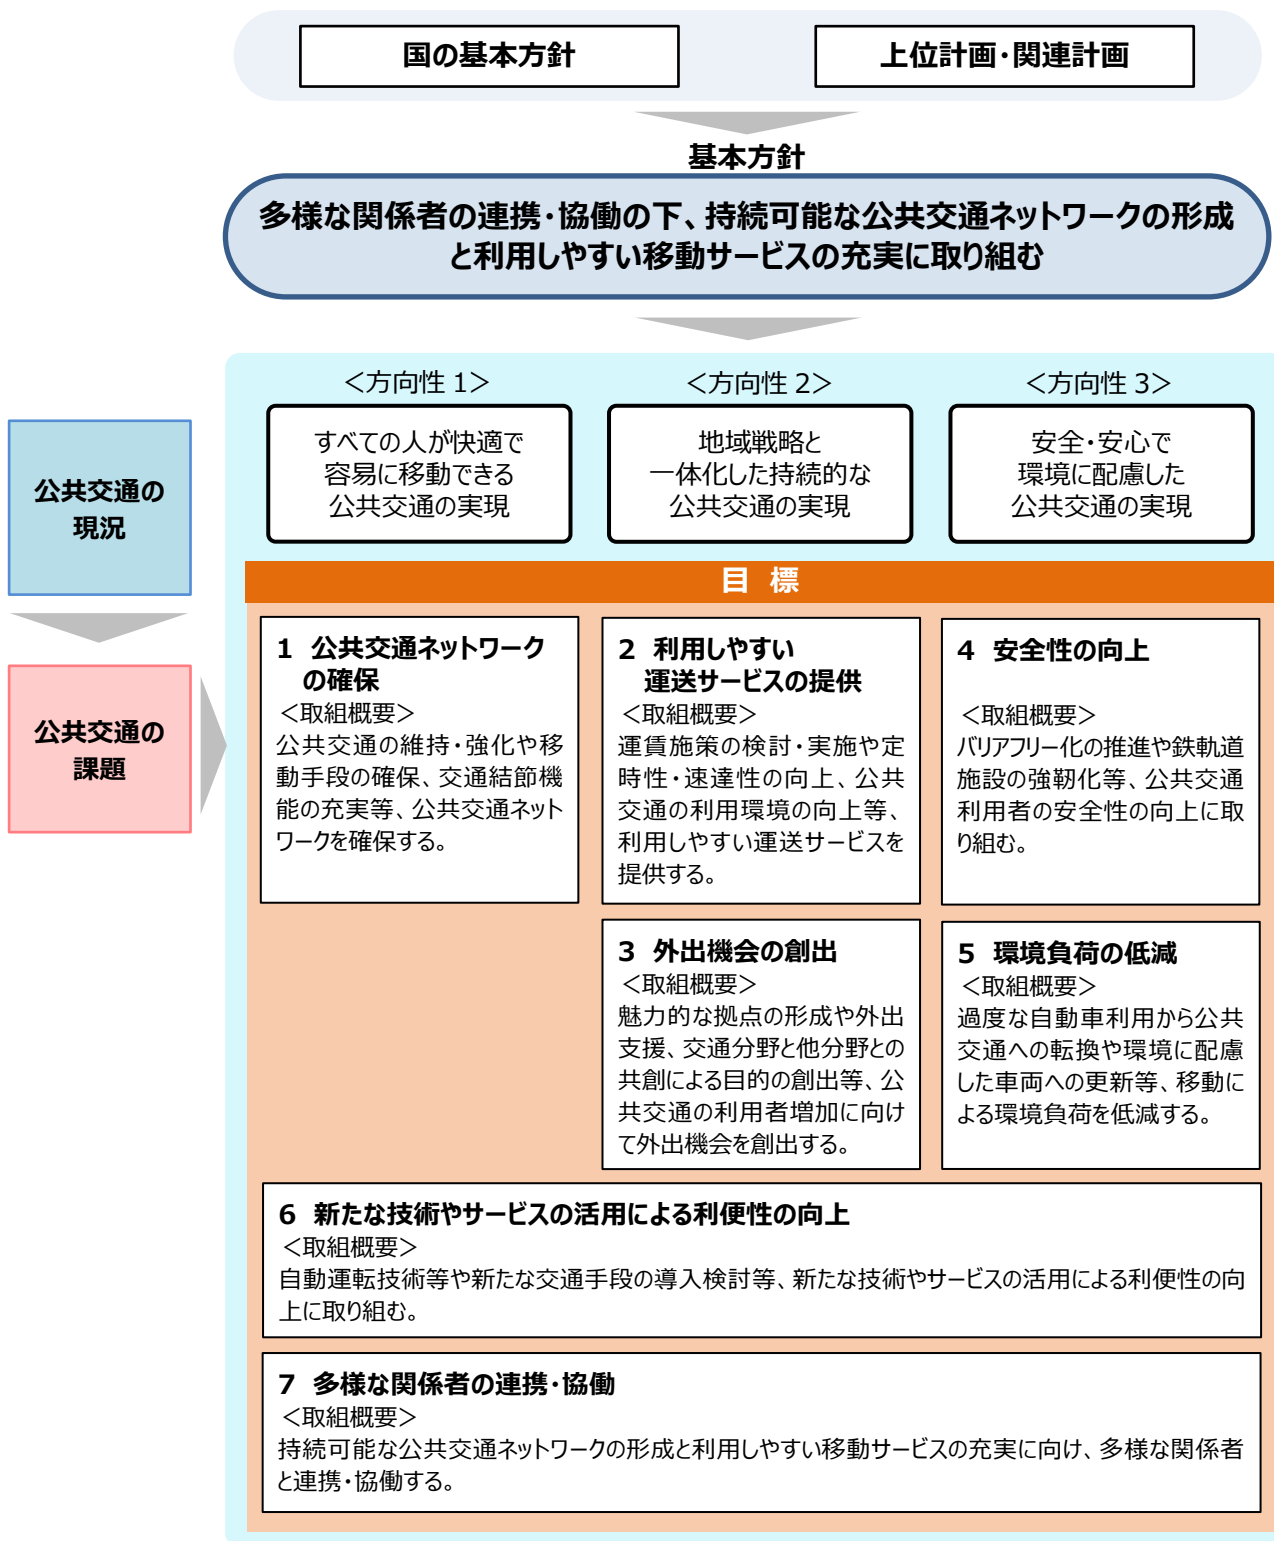 国の基本方針
上位計画・関連計画
基本方針
多様な関係者の連携・協働の下、持続可能な公共交通ネットワークの形成
と利用しやすい移動サービスの充実に取り組む
公共交通の
現況
公共交通の
課題
＜方向性 1＞
すべての人が快適で
容易に移動できる
公共交通の実現
＜方向性 2＞
地域戦略と
一体化した持続的な
公共交通の実現
＜方向性 3＞
安全・安心で
環境に配慮した
公共交通の実現
目 標
1 公共交通ネットワーク
の確保
＜取組概要＞
公共交通の維持・強化や移
動手段の確保、交通結節機
能の充実等、公共交通ネット
ワークを確保する。
2 利用しやすい
運送サービスの提供
＜取組概要＞
運賃施策の検討・実施や定
時性・速達性の向上、公共
交通の利用環境の向上等、
利用しやすい運送サービスを
提供する。
3 外出機会の創出
＜取組概要＞
魅力的な拠点の形成や外出
支援、交通分野と他分野との
共創による目的の創出等、公
共交通の利用者増加に向け
て外出機会を創出する。
4 安全性の向上
＜取組概要＞
バリアフリー化の推進や鉄軌道
施設の強靭化等、公共交通
利用者の安全性の向上に取
り組む。
5 環境負荷の低減
＜取組概要＞
過度な自動車利用から公共
交通への転換や環境に配慮
した車両への更新等、移動に
よる環境負荷を低減する。
6 新たな技術やサービスの活用による利便性の向上
＜取組概要＞
自動運転技術等や新たな交通手段の導入検討等、新たな技術やサービスの活用による利便性の向
上に取り組む。
7 多様な関係者の連携・協働
＜取組概要＞
持続可能な公共交通ネットワークの形成と利用しやすい移動サービスの充実に向け、多様な関係者
と連携・協働する。